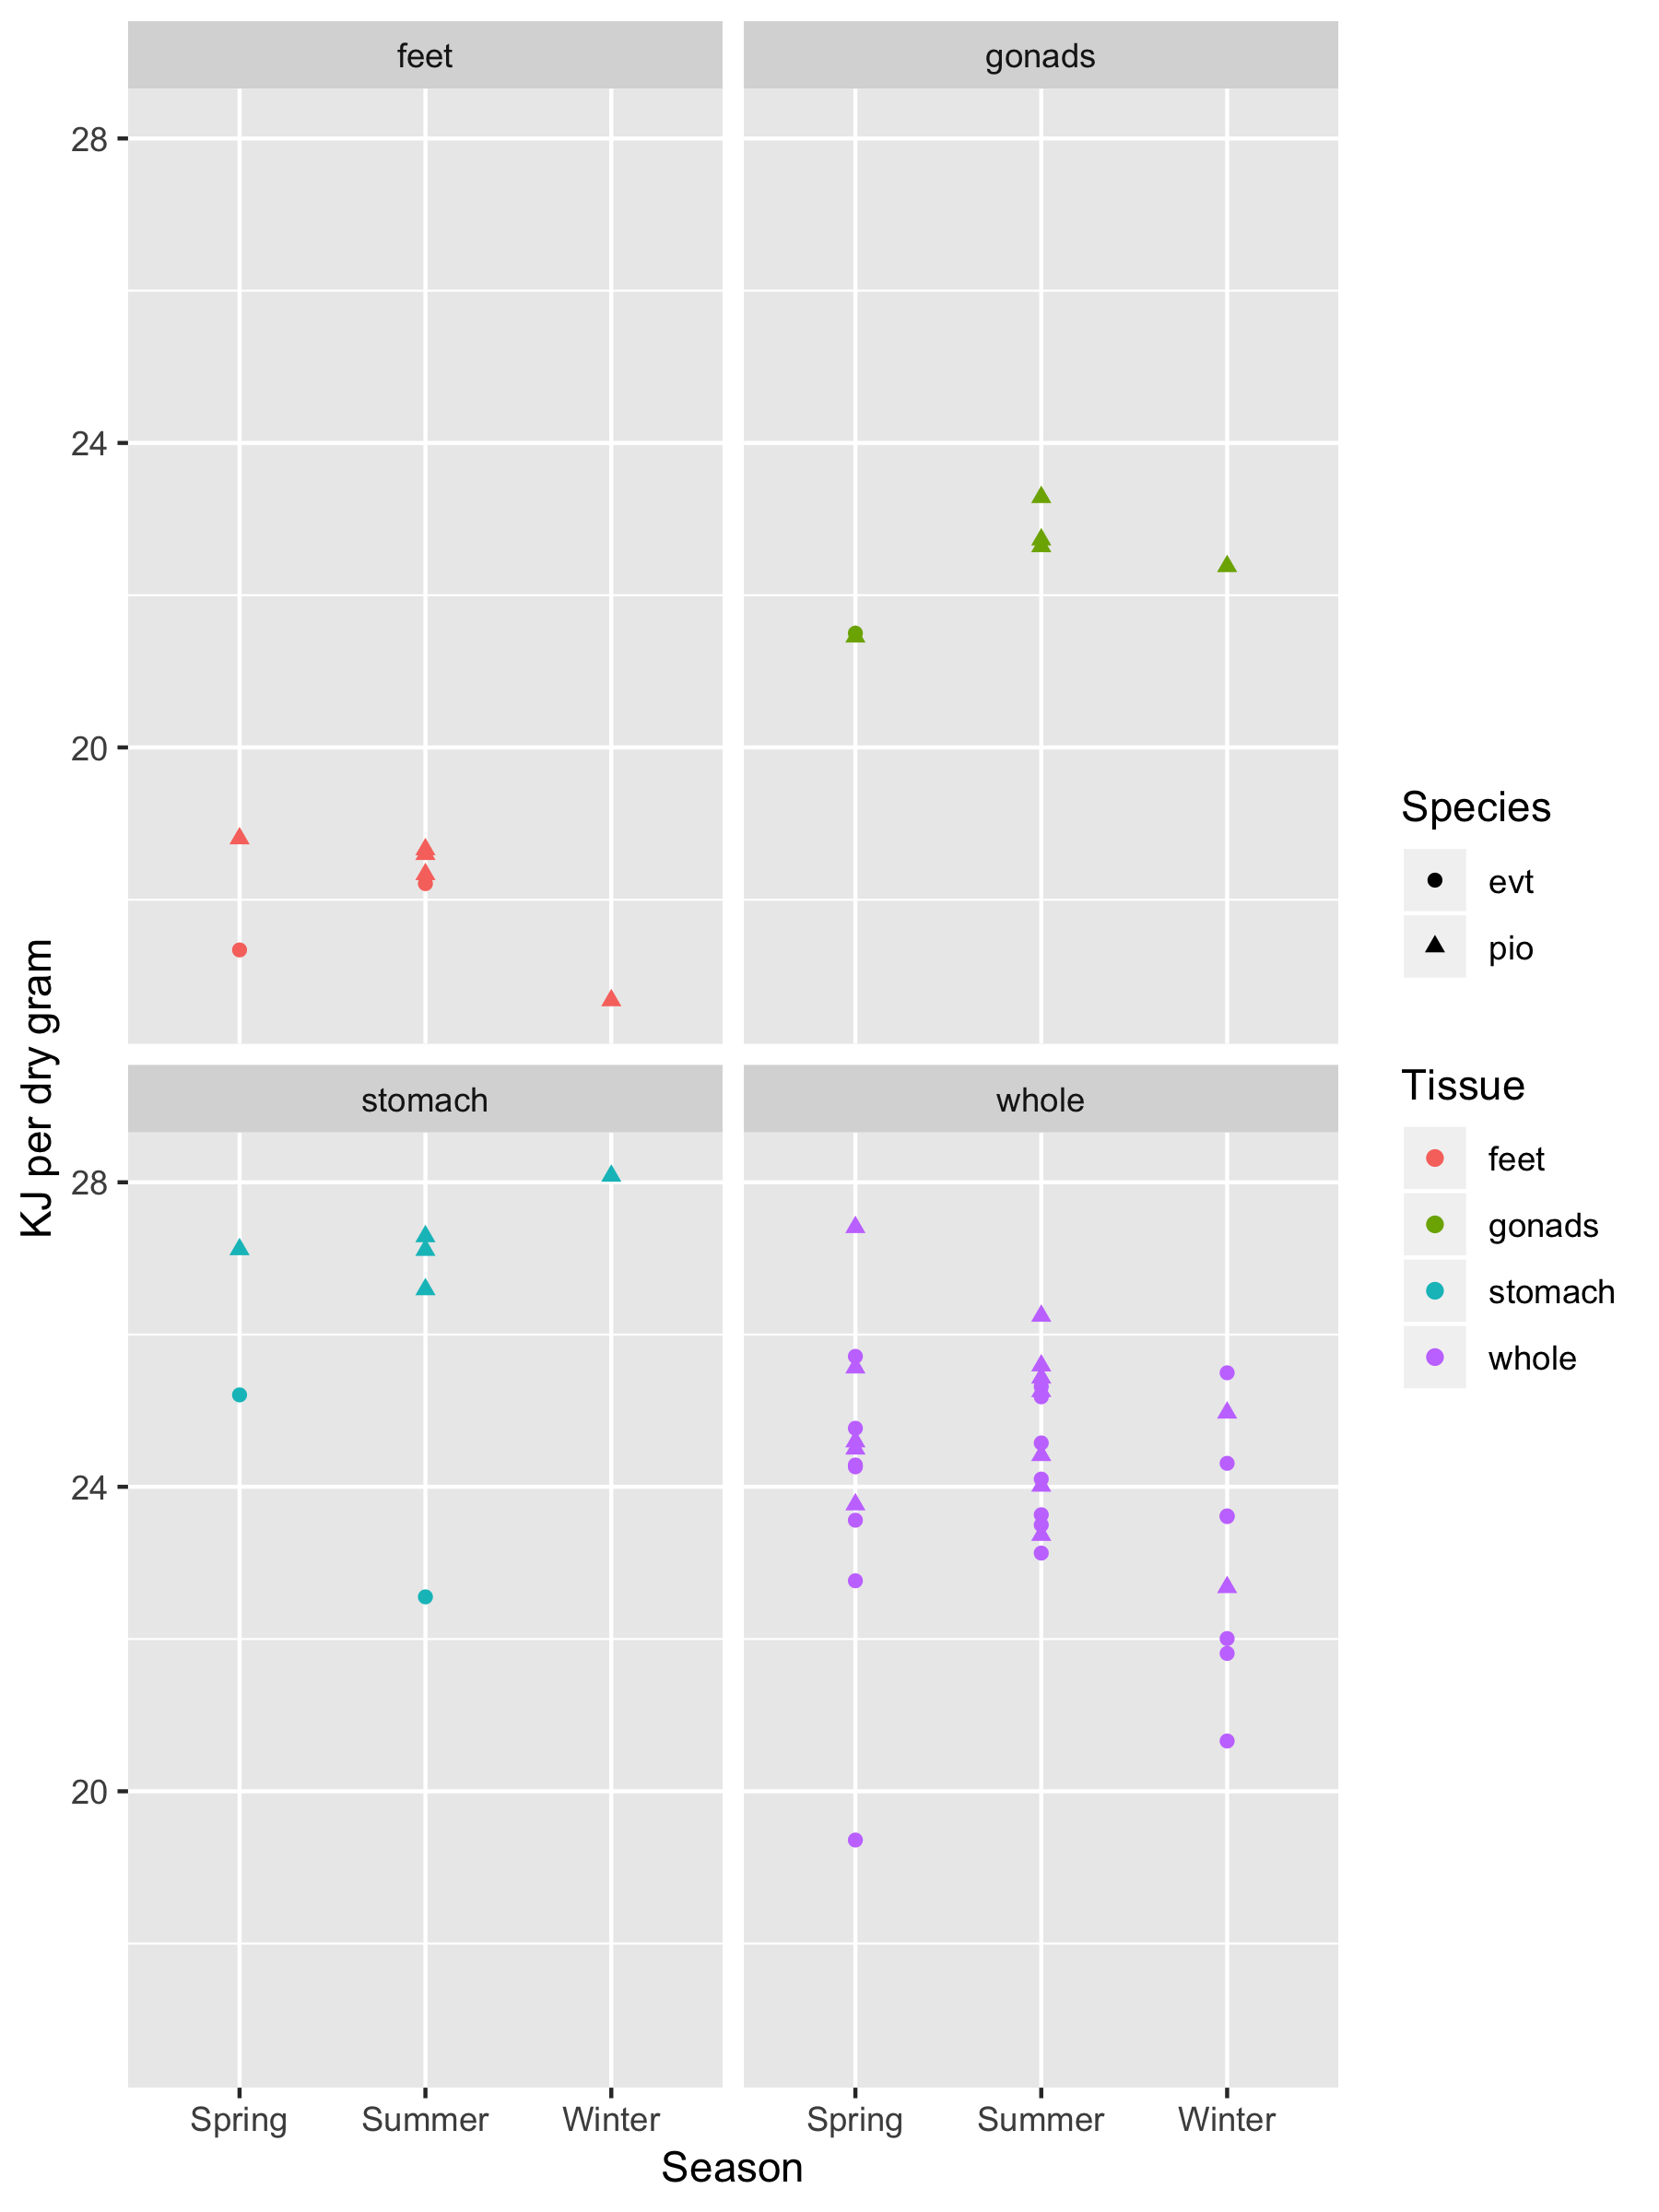 feet
gonads
28
24
20
stomach
whole
28
24
20
Spring
Summer
Winter
Spring
Summer
Winter
Season
KJ per dry gram
Species
evt
pio
Tissue
feet
gonads
stomach
whole